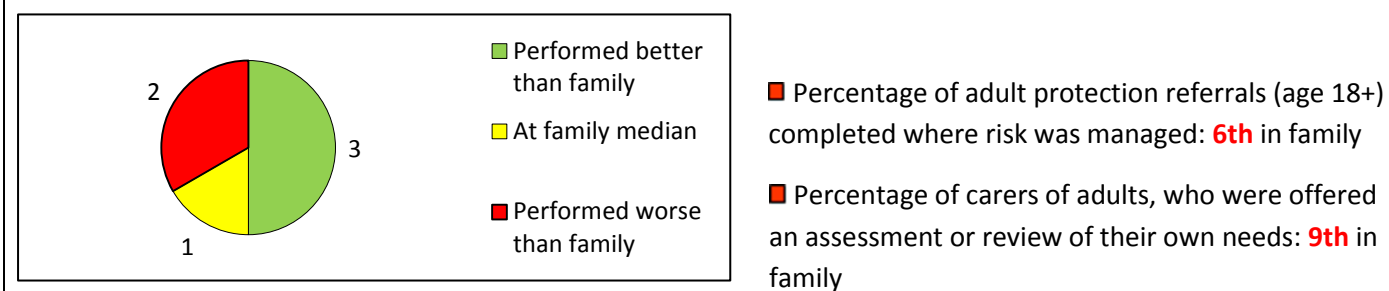 2
3
1
Performed better
than family
At family median
Performed worse
than family
Percentage of adult protection referrals (age 18+)
completed where risk was managed: 6th in family
Percentage of carers of adults, who were offered
an assessment or review of their own needs: 9th in
family